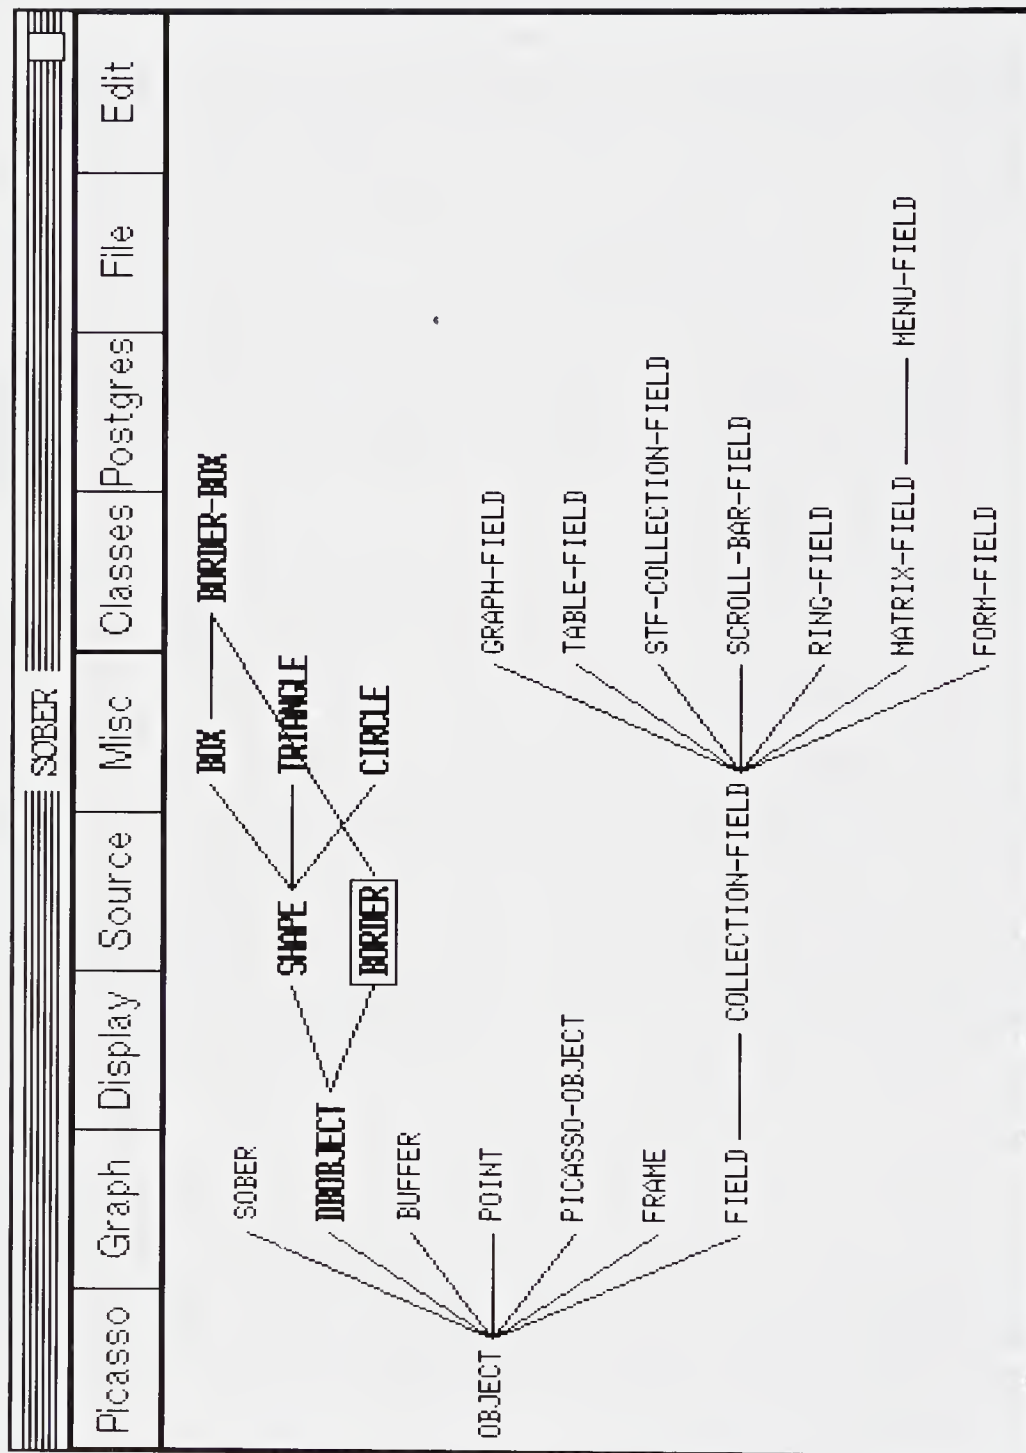 SOBER
Picasso Graph Display Source Misc Classes Postgres File Edit
BOX BORDER-BOX
SOBER
SHAPE TRIANGLE
DBOBJECT
BORDER CIRCLE
BUFFER
OBJECT POINT GRAPH-FIELD
PICASSO-OBJECT TABLE-FIELD
FRAME STF-COLLECTION-FIELD
FIELD COLLECTION-FIELD SCROLL-BAR-FIELD
RING-FIELD
MATRIX-FIELD MENU-FIELD
FORM-FIELD